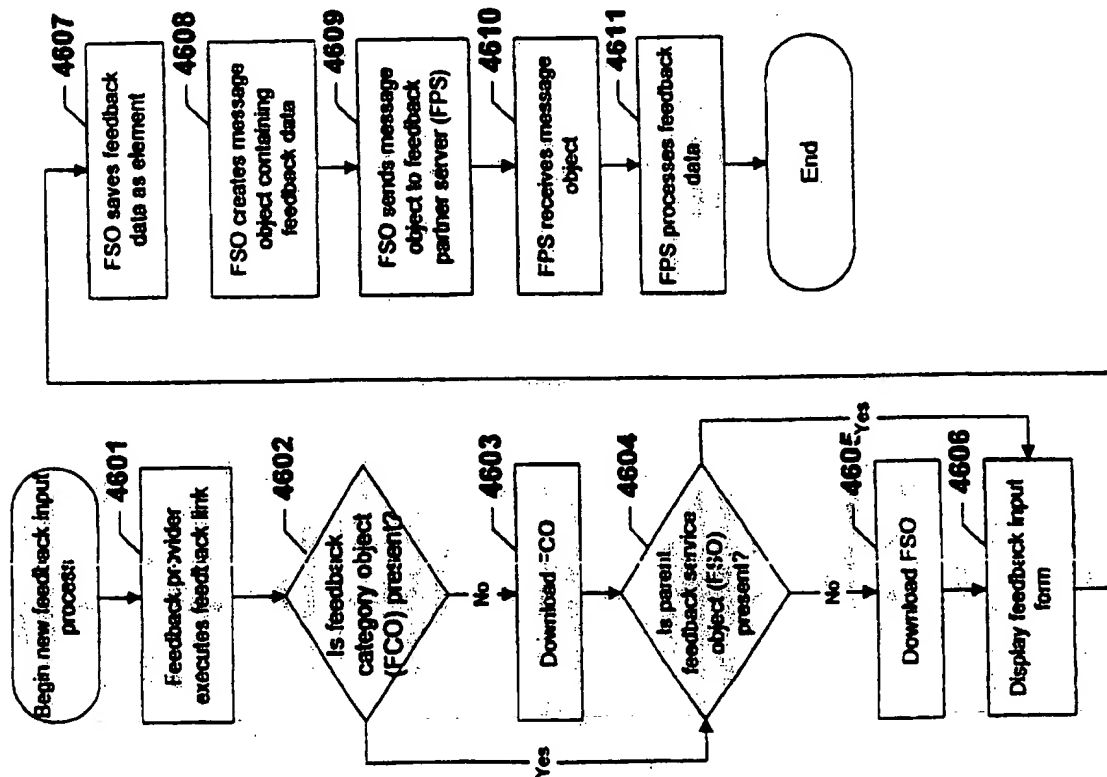 Begin new feedback input
process
4601
Feedback provider
executes feedback link
4602
Is feedback
category object
(FCO) present?
No
Yes
4603
Download FCO
4604
Is parent
feedback service
object (FSO)
present?
No
Yes
4605
Download FSO
4606
Display feedback input
form
4607
FSO saves feedback
data as element
4608
FSO creates message
object containing
feedback data
4609
FSO sends message
object to feedback
partner server (FPS)
4610
FPS receives message
object
4611
FPS processes feedback
data
End